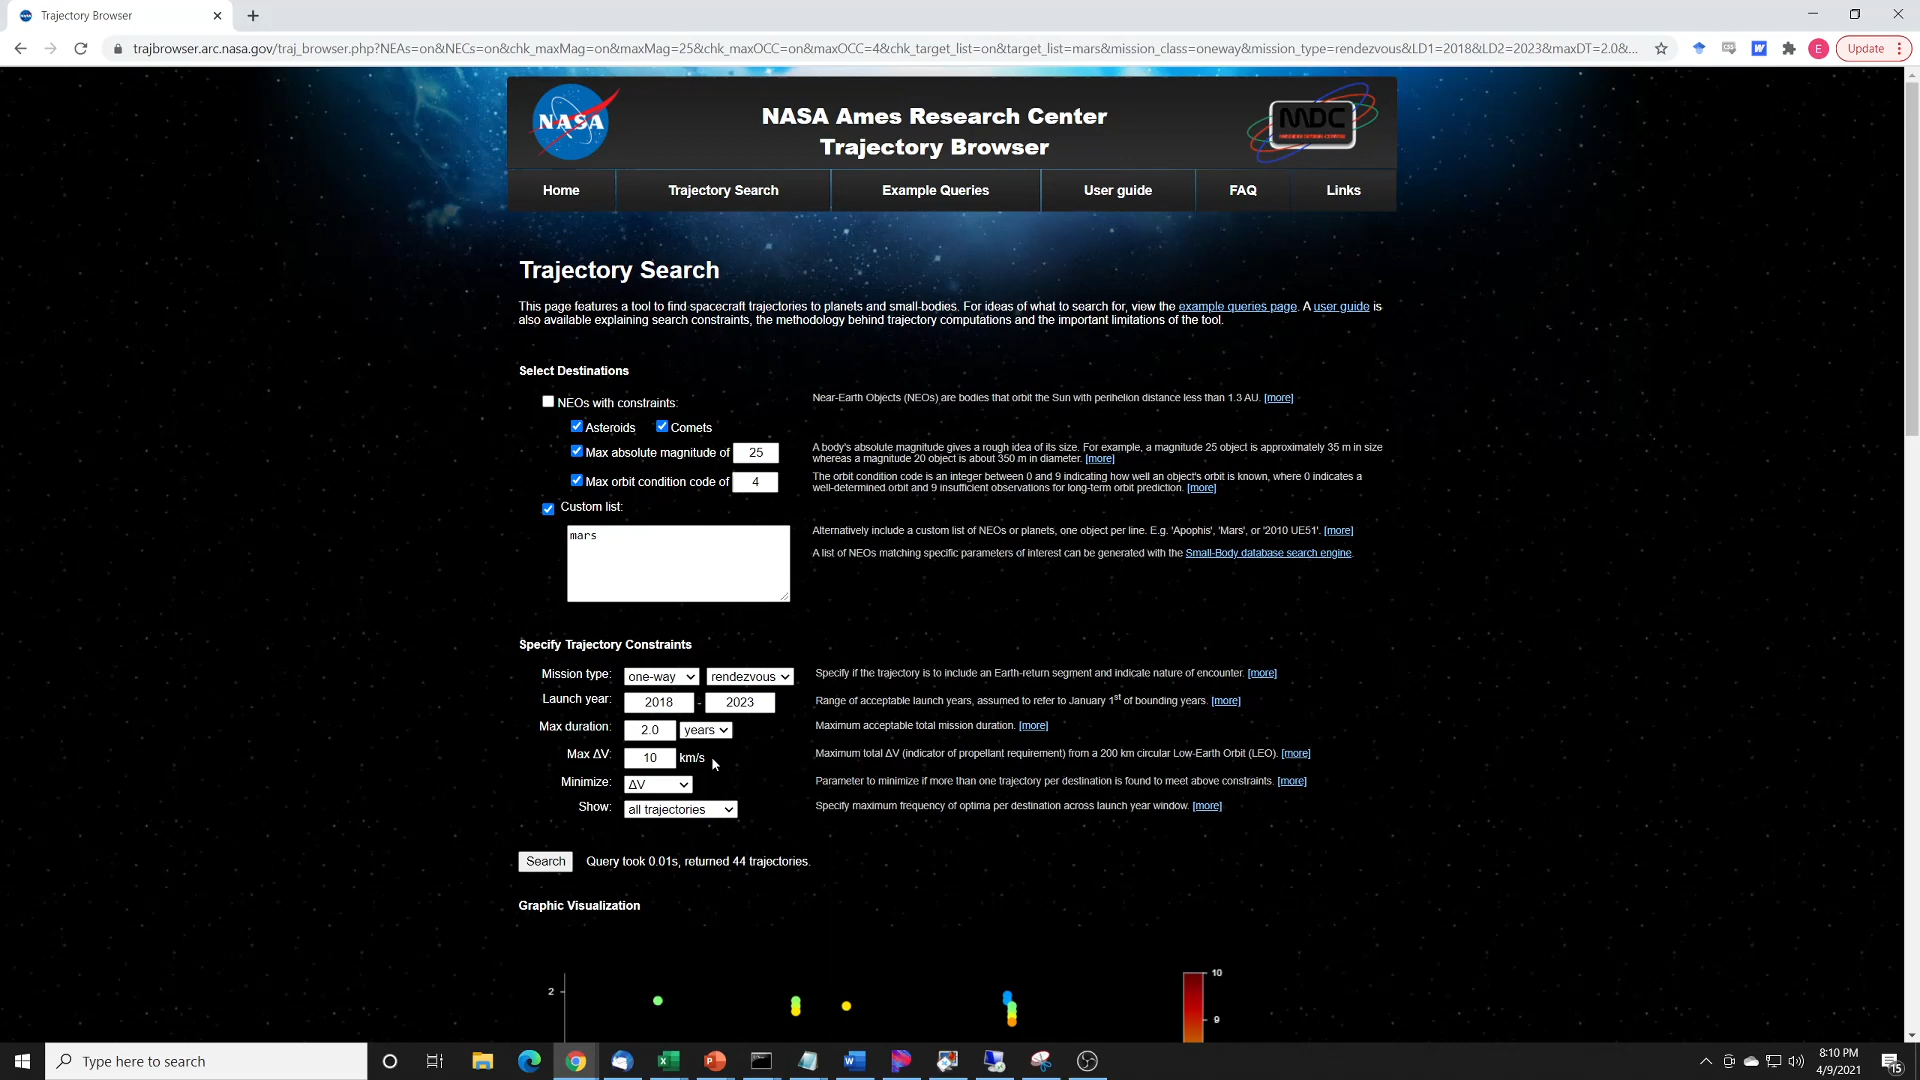 Trajectory Browser
trajbrowser.arc.nasa.gov/traj_browser.php?NEAs=on&NECs=on&chk_maxMag=on&maxMag=25&chk_maxOCC=on&maxOCC=4&chk_target_list=on&target_list=mars&mission_class=oneway&mission_type=rendezvous&LD1=2018&LD2=2023&maxDT=2.0&...
E
Update
NASA
NASA Ames Research Center
Trajectory Browser
MDC
Home
Trajectory Search
Example Queries
User guide
FAQ
Links
Trajectory Search
This page features a tool to find spacecraft trajectories to planets and small-bodies. For ideas of what to search for, view the example queries page. A user guide is
also available explaining search constraints, the methodology behind trajectory computations and the important limitations of the tool.
Select Destinations
NEOs with constraints:
Near-Earth Objects (NEOs) are bodies that orbit the Sun with perihelion distance less than 1.3 AU. [more]
Asteroids
Comets
Max absolute magnitude of 25
A body's absolute magnitude gives a rough idea of its size. For example, a magnitude 25 object is approximately 35 m in size
whereas a magnitude 20 object is about 350 m in diameter. [more]
Max orbit condition code of 4
The orbit condition code is an integer between 0 and 9 indicating how well an object's orbit is known, where 0 indicates a
well-determined orbit and 9 insufficient observations for long-term orbit prediction. [more]
Custom list:
mars
Alternatively include a custom list of NEOs or planets, one object per line. E.g. 'Apophis', 'Mars', or '2010 UE51'. [more]
A list of NEOs matching specific parameters of interest can be generated with the Small-Body database search engine.
Specify Trajectory Constraints
Mission type: one-way rendezvous
Specify if the trajectory is to include an Earth-return segment and indicate nature of encounter. [more]
Launch year: 2018 - 2023
Range of acceptable launch years, assumed to refer to January 1st of bounding years. [more]
Max duration: 2.0 years
Maximum acceptable total mission duration. [more]
Max ΔV: 10 km/s
Maximum total ΔV (indicator of propellant requirement) from a 200 km circular Low-Earth Orbit (LEO). [more]
Minimize: ΔV
Parameter to minimize if more than one trajectory per destination is found to meet above constraints. [more]
Show: all trajectories
Specify maximum frequency of optima per destination across launch year window. [more]
Search
Query took 0.01s, returned 44 trajectories.
Graphic Visualization
2
10
9
Type here to search
8:10 PM
4/9/2021
15